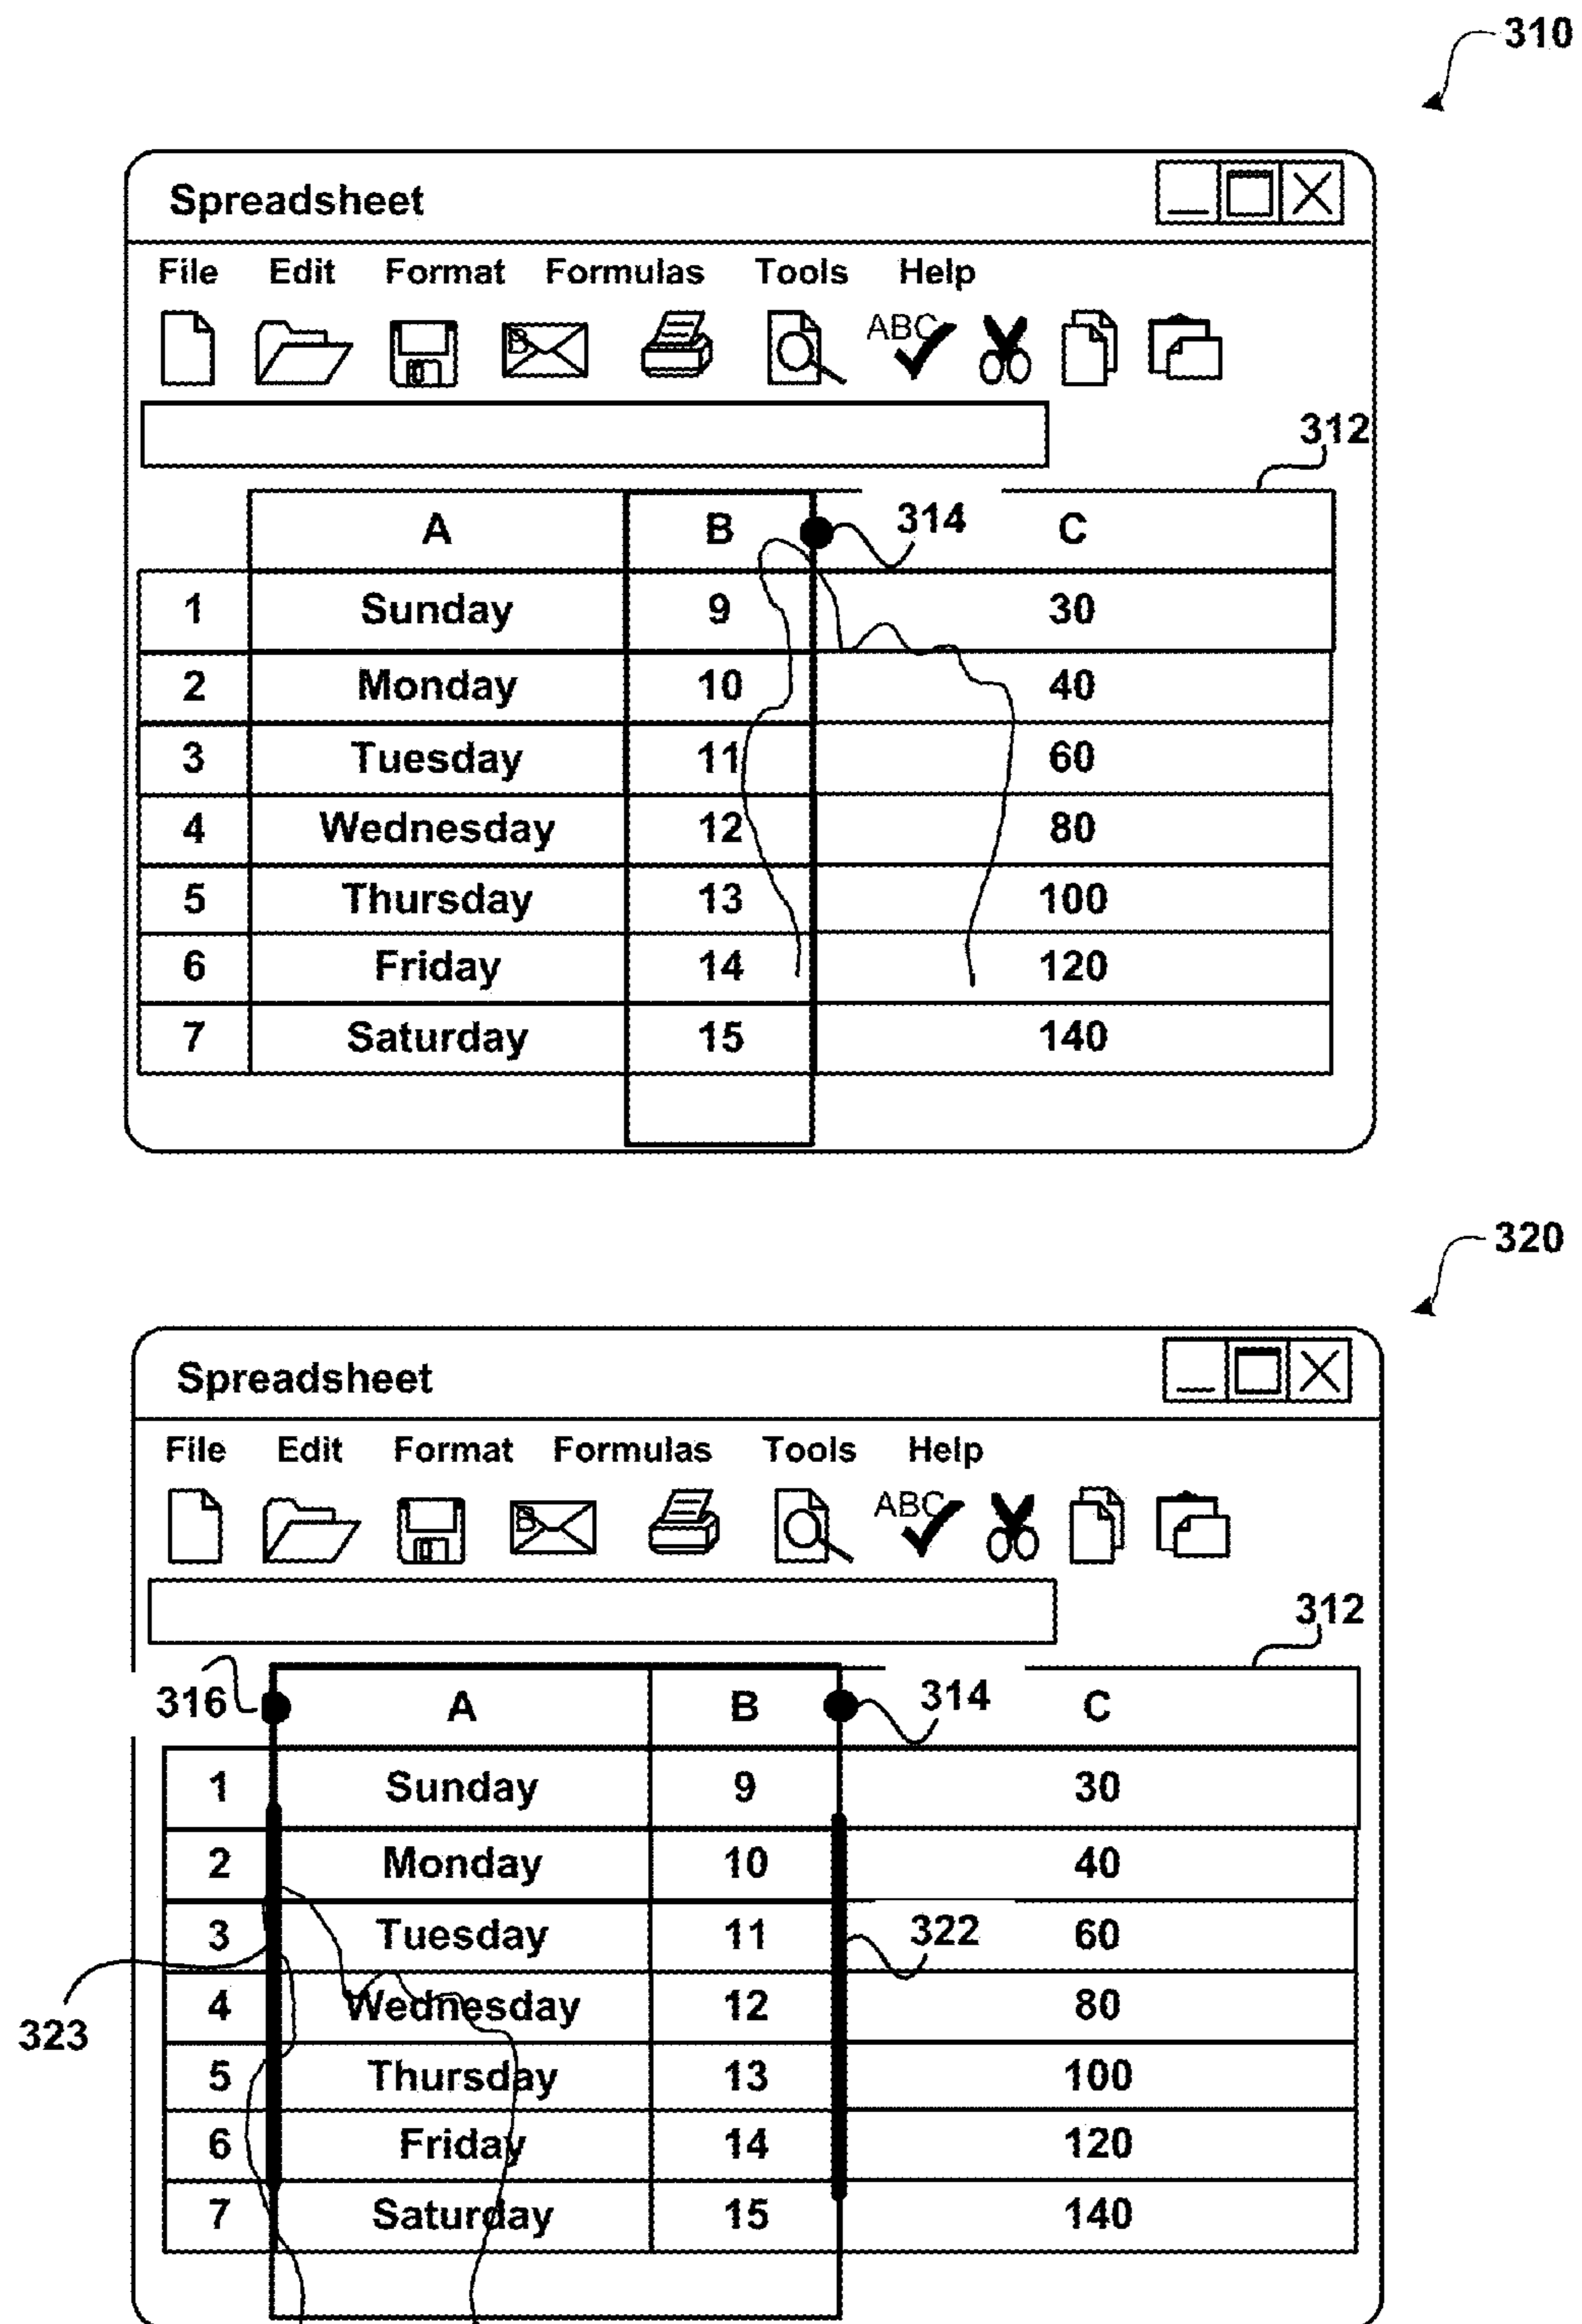 310
Spreadsheet
File Edit Format Formulas Tools Help
B ABC
312
A B 314 C
1 Sunday 9 30
2 Monday 10 40
3 Tuesday 11 60
4 Wednesday 12 80
5 Thursday 13 100
6 Friday 14 120
7 Saturday 15 140
320
Spreadsheet
File Edit Format Formulas Tools Help
B ABC
312
316 A B 314 C
1 Sunday 9 30
2 Monday 10 40
3 Tuesday 11 322 60
4 Wednesday 12 80
323
5 Thursday 13 100
6 Friday 14 120
7 Saturday 15 140